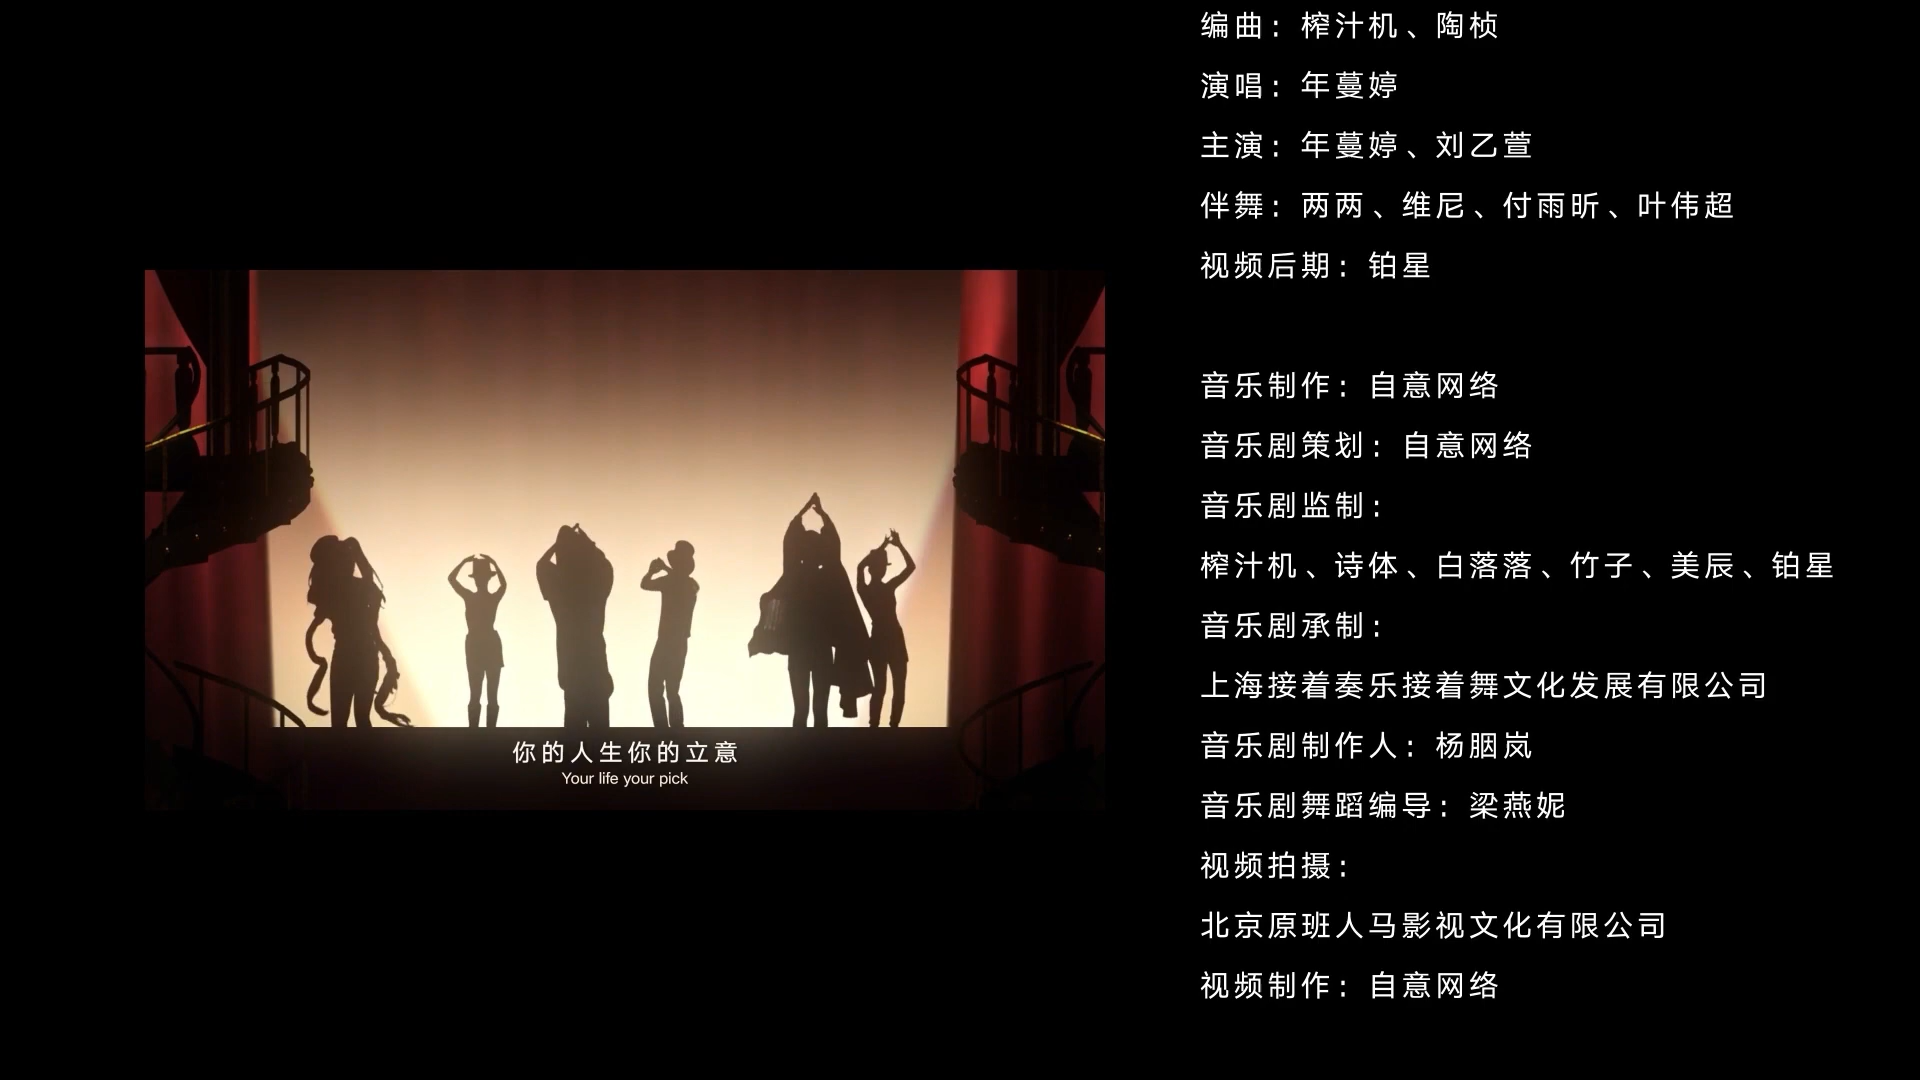 编曲：榨汁机、陶桢
演唱：年蔓婷
主演：年蔓婷、刘乙萱
伴舞：两两、维尼、付雨昕、叶伟超
视频后期：铂星
音乐制作：自意网络
音乐剧策划：自意网络
音乐剧监制：
榨汁机、诗体、白落落、竹子、美辰、铂星
音乐剧承制：
上海接着奏乐接着舞文化发展有限公司
音乐剧制作人：杨胭岚
音乐剧舞蹈编导：梁燕妮
视频拍摄：
北京原班人马影视文化有限公司
视频制作：自意网络
你的人生你的立意
Your life your pick